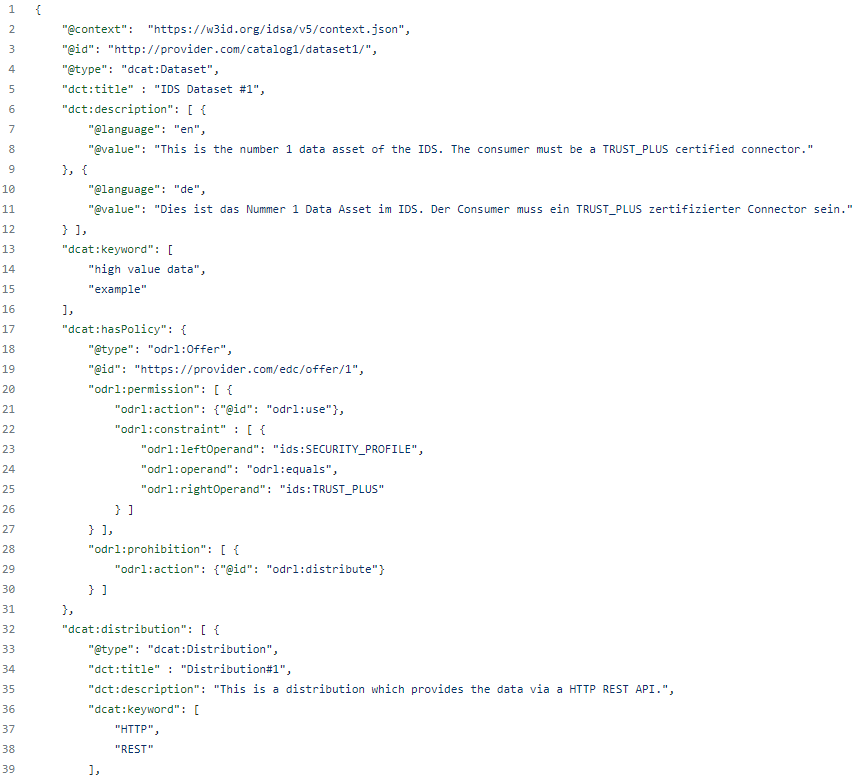 1 {
2 "@context":  "https://w3id.org/idsa/v5/context.json",
3 "@id": "http://provider.com/catalog1/dataset1/",
4 "@type": "dcat:Dataset",
5 "dct:title" : "IDS Dataset #1",
6 "dct:description": [ {
7 "@language": "en",
8 "@value": "This is the number 1 data asset of the IDS. The consumer must be a TRUST_PLUS certified connector."
9 }, {
10 "@language": "de",
11 "@value": "Dies ist das Nummer 1 Data Asset im IDS. Der Consumer muss ein TRUST_PLUS zertifizierter Connector sein."
12 } ],
13 "dcat:keyword": [
14 "high value data",
15 "example"
16 ],
17 "dcat:hasPolicy": {
18 "@type": "odrl:Offer",
19 "@id": "https://provider.com/edc/offer/1",
20 "odrl:permission": [ {
21 "odrl:action": {"@id": "odrl:use"},
22 "odrl:constraint" : [ {
23 "odrl:leftOperand": "ids:SECURITY_PROFILE",
24 "odrl:operand": "odrl:equals",
25 "odrl:rightOperand": "ids:TRUST_PLUS"
26 } ]
27 } ],
28 "odrl:prohibition": [ {
29 "odrl:action": {"@id": "odrl:distribute"}
30 } ]
31 },
32 "dcat:distribution": [ {
33 "@type": "dcat:Distribution",
34 "dct:title" : "Distribution#1",
35 "dct:description": "This is a distribution which provides the data via a HTTP REST API.",
36 "dcat:keyword": [
37 "HTTP",
38 "REST"
39 ],